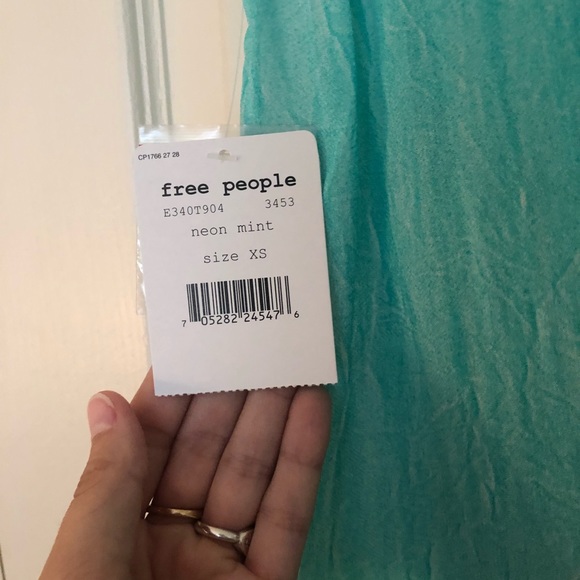 CP1766 27 28
free people
E340T904 3453
neon mint
size XS
7 05282 24547 6